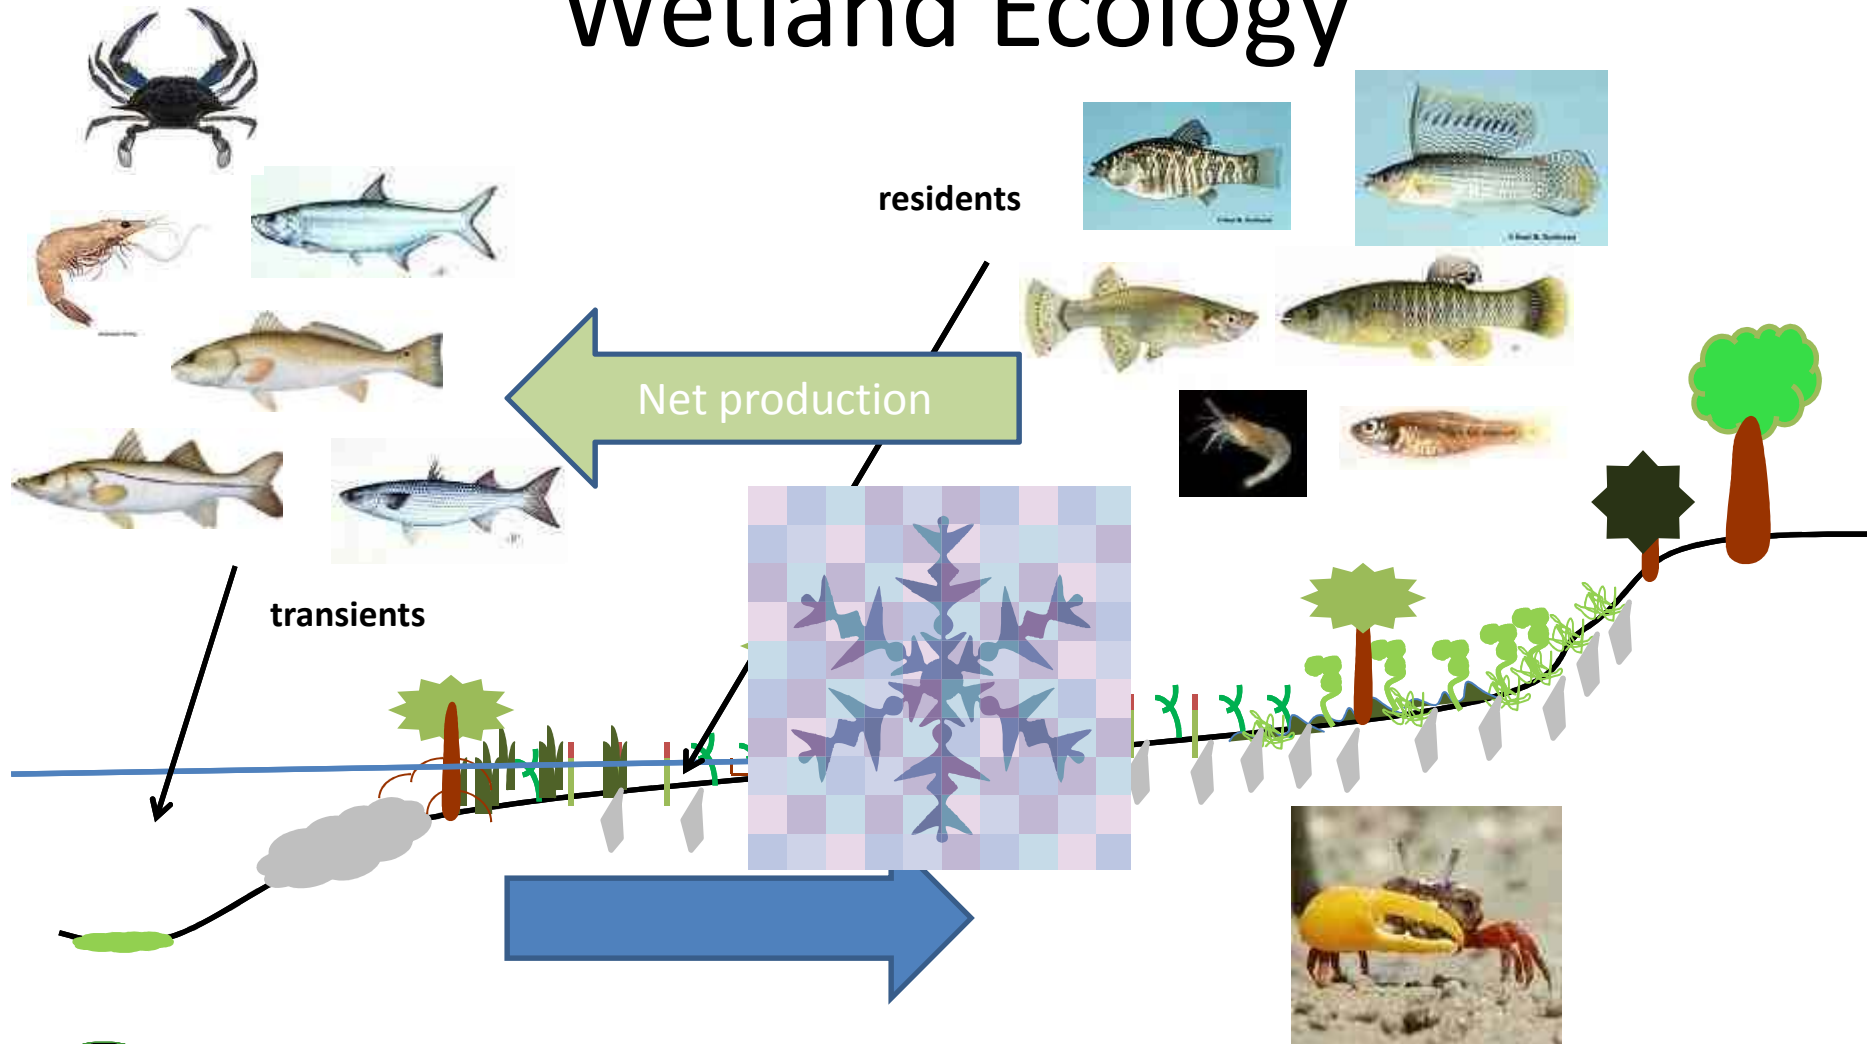 Wetland Ecology
residents
Net production
transients